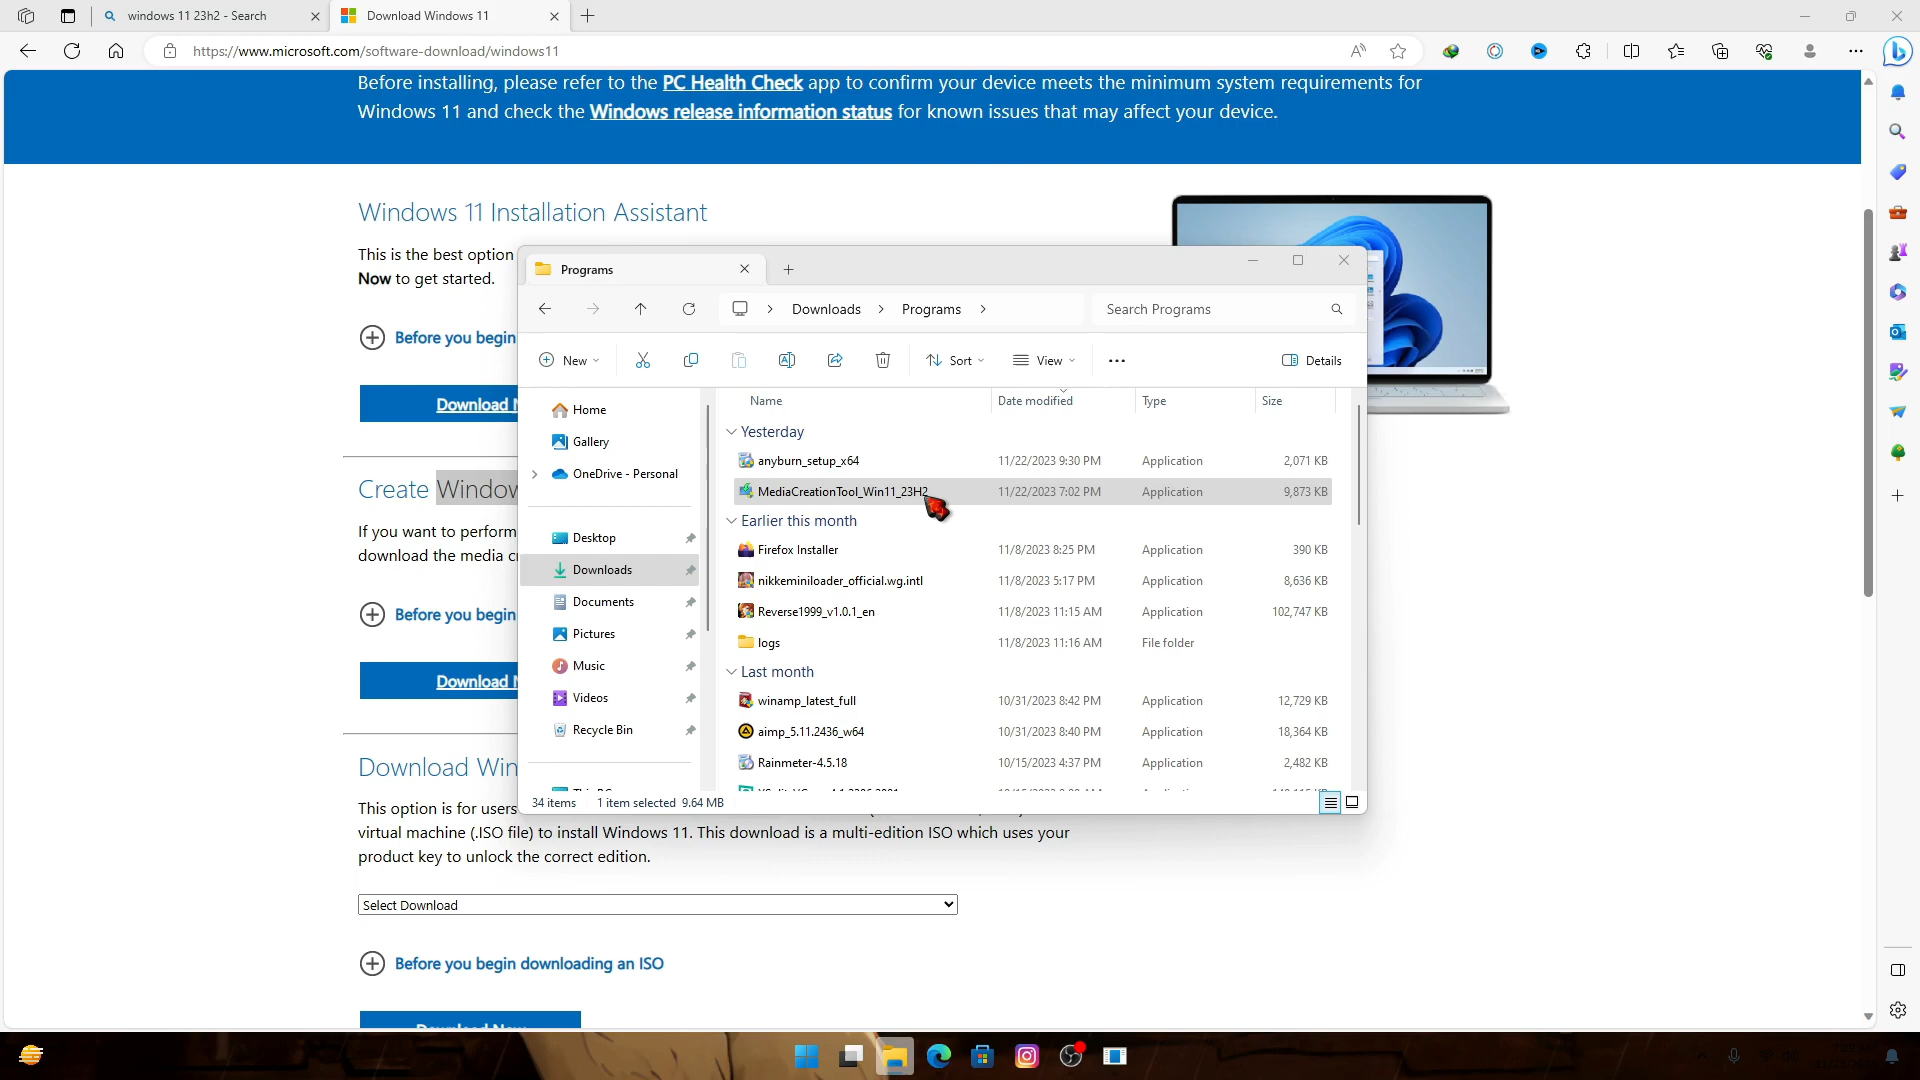 windows 11 23h2 - Search
Download Windows 11
https://www.microsoft.com/software-download/windows11
Before installing, please refer to the PC Health Check app to confirm your device meets the minimum system requirements for
Windows 11 and check the Windows release information status for known issues that may affect your device.
Windows 11 Installation Assistant
This is the best option
Now to get started.
Before you begin
Download
Create Window
If you want to perform
download the media
Before you begin
Download
Download Win
This option is for users
virtual machine (.ISO file) to install Windows 11. This download is a multi-edition ISO which uses your
product key to unlock the correct edition.
Select Download
Before you begin downloading an ISO
Download Now
Programs
Downloads
Programs
Search Programs
New
Sort
View
Details
Home
Gallery
OneDrive - Personal
Desktop
Downloads
Documents
Pictures
Music
Videos
Recycle Bin
Name Date modified Type Size
Yesterday
anyburn_setup_x64 11/22/2023 9:30 PM Application 2,071 KB
MediaCreationTool_Win11_23H2 11/22/2023 7:02 PM Application 9,873 KB
Earlier this month
Firefox Installer 11/8/2023 8:25 PM Application 390 KB
nikkeminiloader_official.wg.intl 11/8/2023 5:17 PM Application 8,636 KB
Reverse1999_v1.0.1_en 11/8/2023 11:15 AM Application 102,747 KB
logs 11/8/2023 11:16 AM File folder
Last month
winamp_latest_full 10/31/2023 8:42 PM Application 12,729 KB
aimp_5.11.2436_w64 10/31/2023 8:40 PM Application 18,364 KB
Rainmeter-4.5.18 10/15/2023 4:37 PM Application 2,482 KB
34 items 1 item selected 9.64 MB